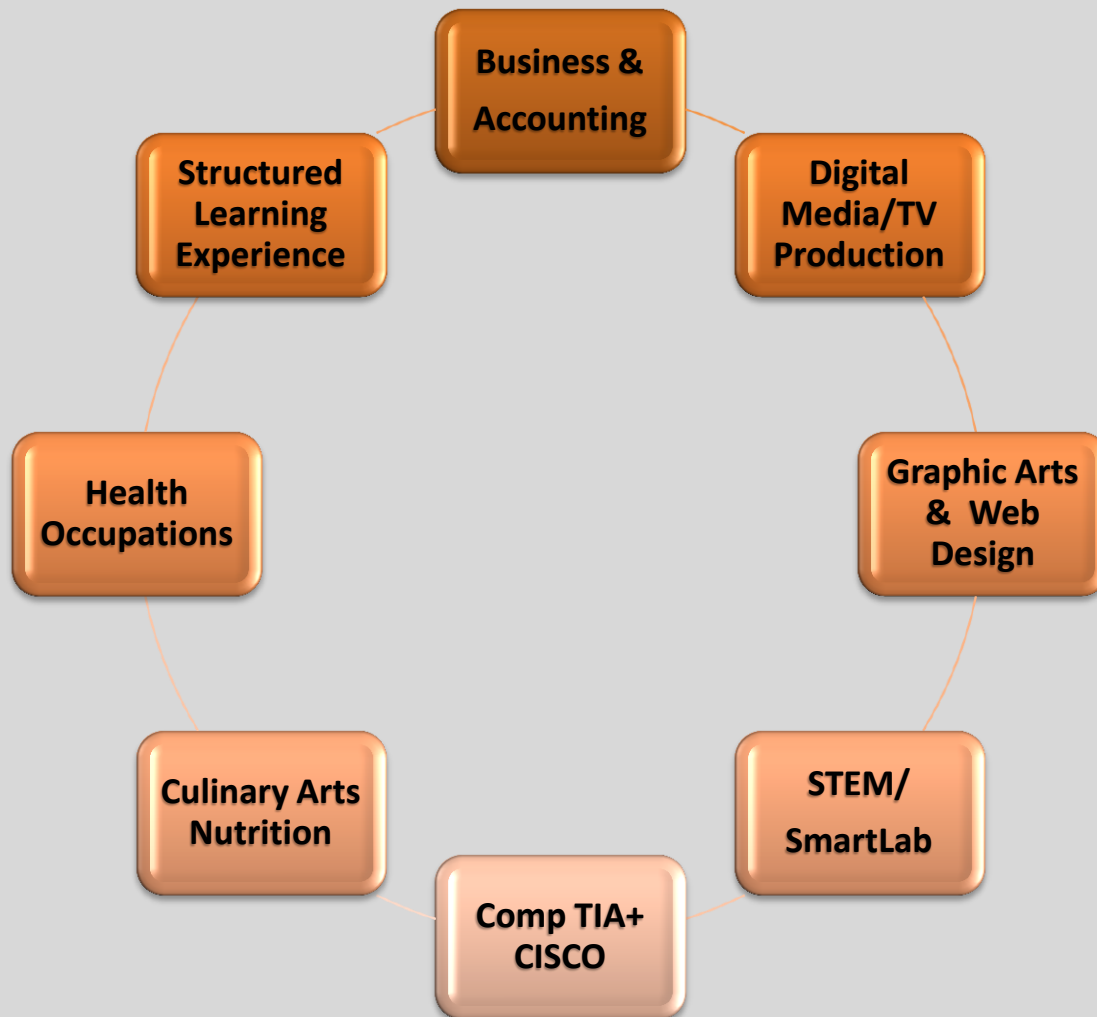 Business &
Accounting
Digital
Media/TV
Production
Graphic Arts
& Web
Design
STEM/
SmartLab
Comp TIA+
CISCO
Culinary Arts
Nutrition
Health
Occupations
Structured
Learning
Experience